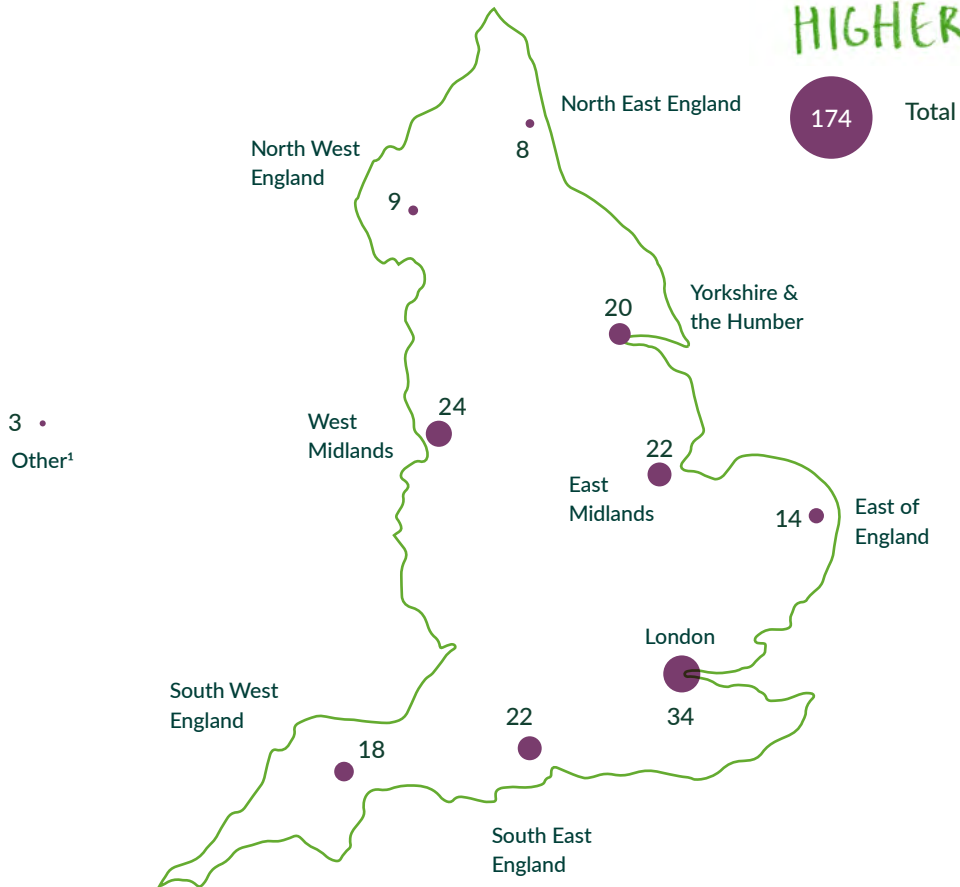 HIGHER
174
Total
North East England
8
North West
England
9
Yorkshire &
the Humber
20
24
West
Midlands
3
Other¹
22
East
Midlands
14
East of
England
London
34
South West
England
18
22
South East
England